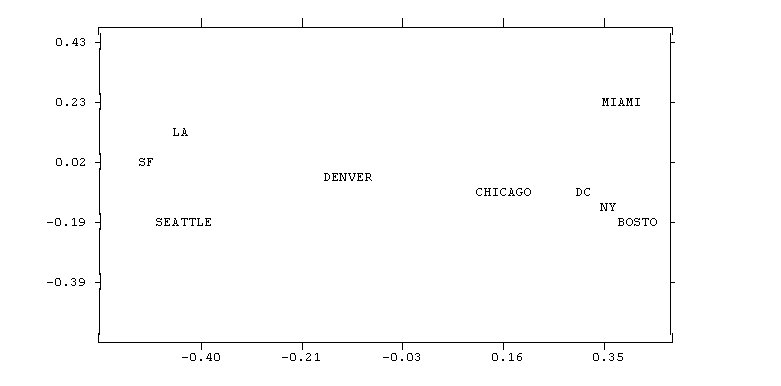 0.43
0.23 MIAMI
LA
0.02 SF
DENVER
CHICAGO DC
NY
-0.19 SEATTLE BOSTO
-0.39
-0.40 -0.21 -0.03 0.16 0.35